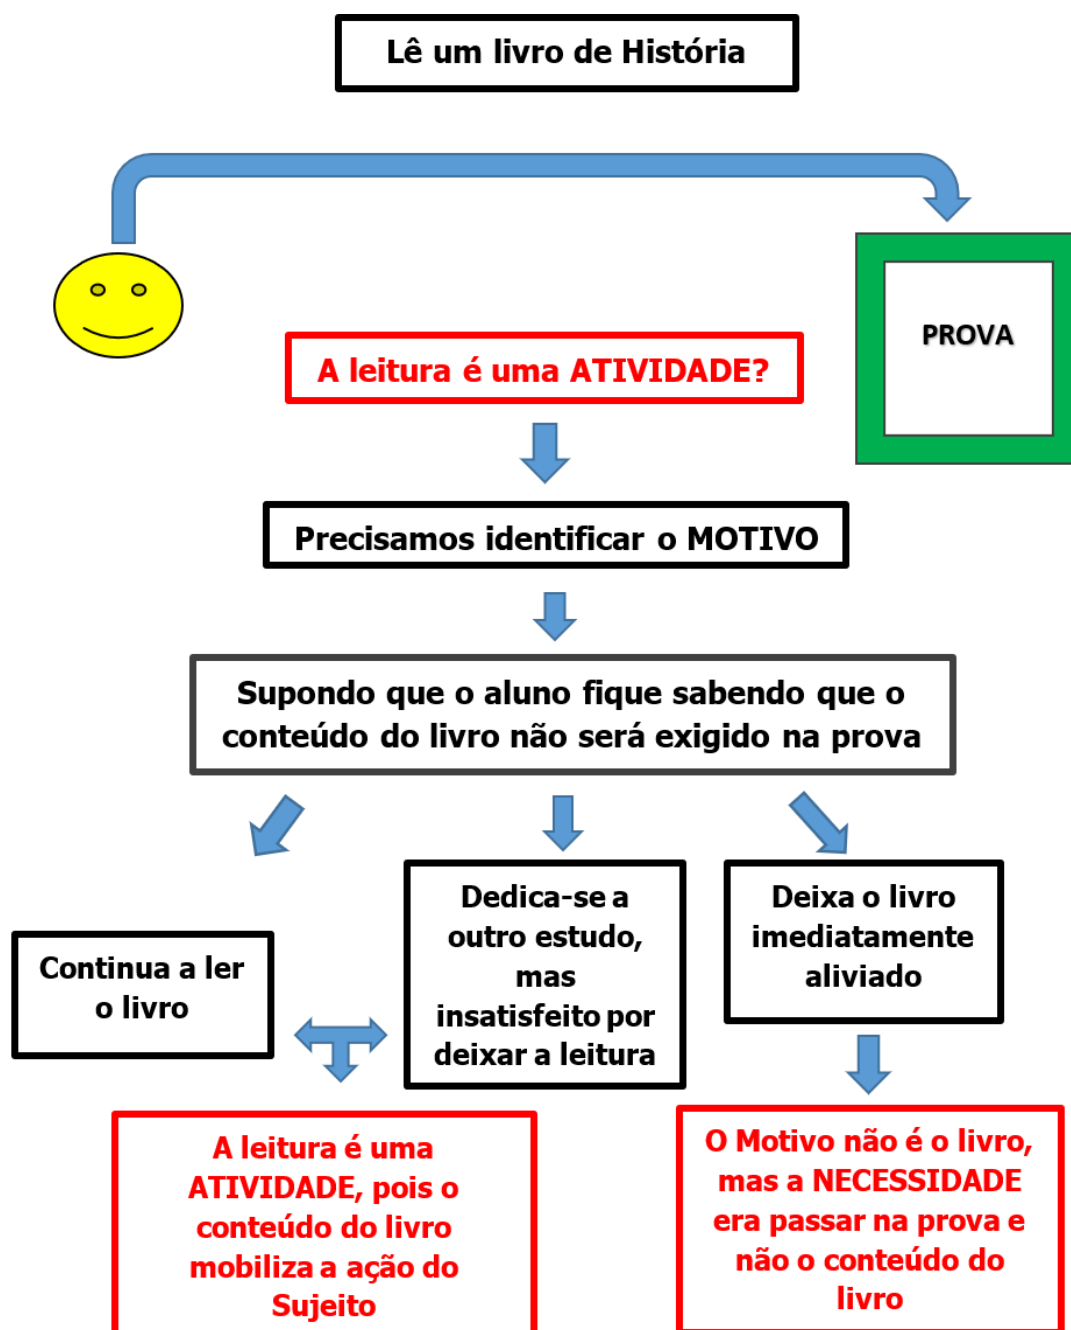 Lê um livro de História
PROVA
A leitura é uma ATIVIDADE?
Precisamos identificar o MOTIVO
Supondo que o aluno fique sabendo que o
conteúdo do livro não será exigido na prova
Continua a ler
o livro
Dedica-se a
outro estudo,
mas
insatisfeito por
deixar a leitura
Deixa o livro
imediatamente
aliviado
A leitura é uma
ATIVIDADE, pois o
conteúdo do livro
mobiliza a ação do
Sujeito
O Motivo não é o livro,
mas a NECESSIDADE
era passar na prova e
não o conteúdo do
livro